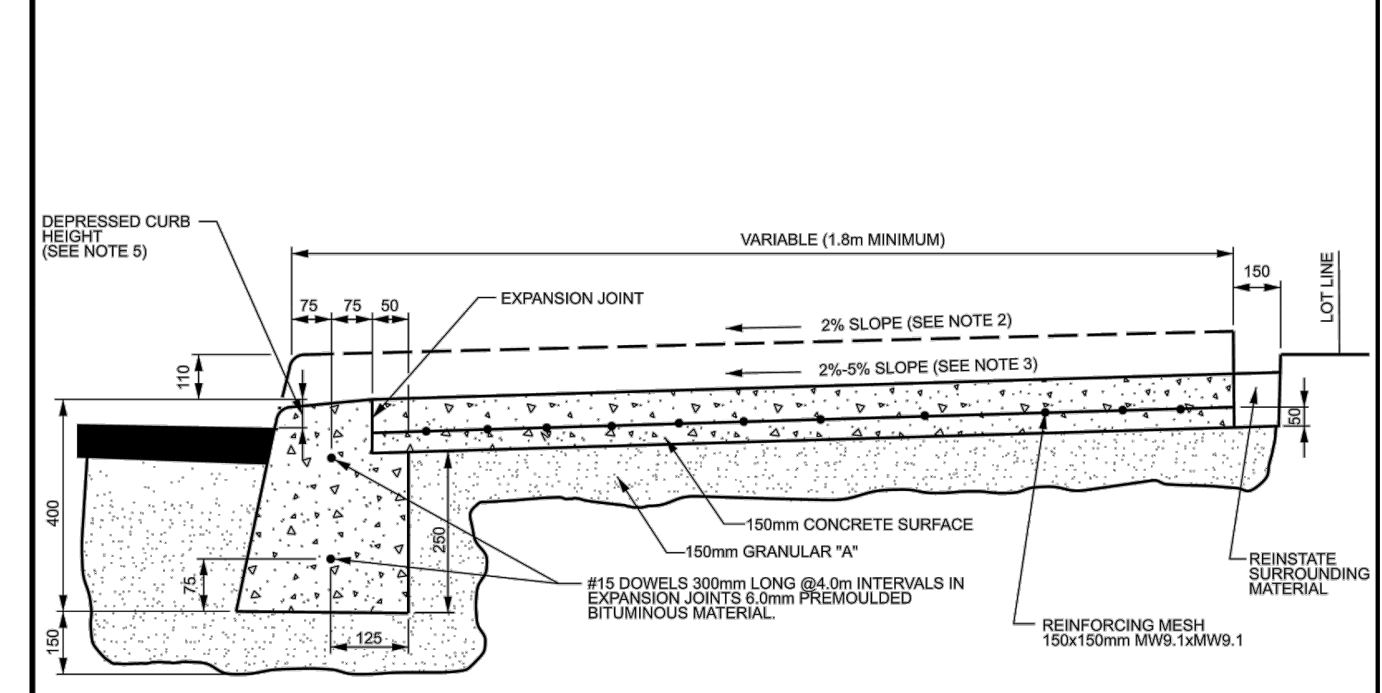 DEPRESSED CURB
HEIGHT
(SEE NOTE 5)
VARIABLE (1.8m MINIMUM)
150
LOT LINE
75
75
50
EXPANSION JOINT
2% SLOPE (SEE NOTE 2)
110
2%-5% SLOPE (SEE NOTE 3)
50
400
250
150mm CONCRETE SURFACE
150mm GRANULAR "A"
75
#15 DOWELS 300mm LONG @4.0m INTERVALS IN
EXPANSION JOINTS 6.0mm PREMOULDED
BITUMINOUS MATERIAL.
REINSTATE
SURROUNDING
MATERIAL
150
125
REINFORCING MESH
150x150mm MW9.1xMW9.1